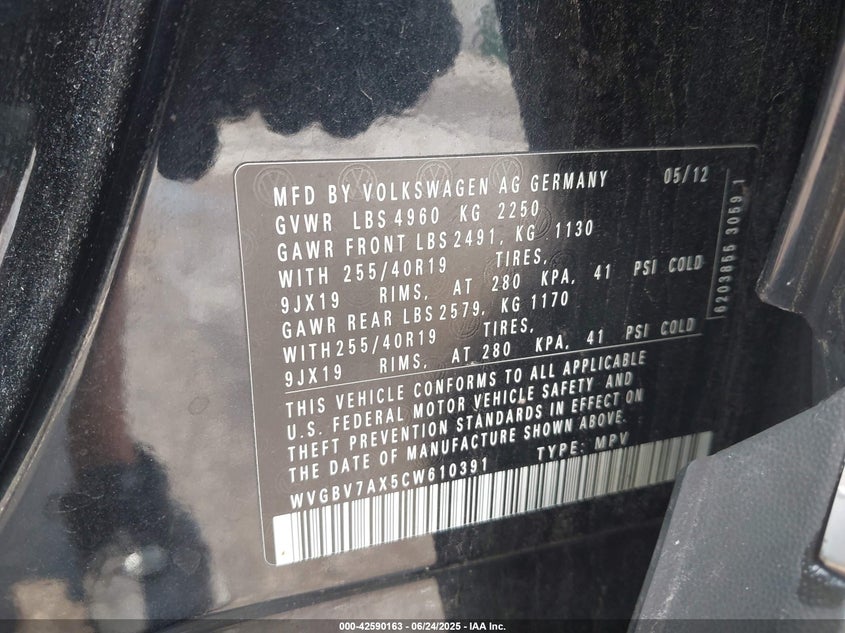 MFD BY VOLKSWAGEN AG GERMANY 05/12
GVWR LBS 4960 KG 2250
GAWR FRONT LBS 2491, KG 1130
WITH 255/40R19 TIRES,
9JX19 RIMS, AT 280 KPA, 41 PSI COLD
GAWR REAR LBS 2579, KG 1170
WITH255/40R19 TIRES,
9JX19 RIMS, AT 280 KPA, 41 PSI COLD
THIS VEHICLE CONFORMS TO ALL APPLICABLE
U.S. FEDERAL MOTOR VEHICLE SAFETY AND
THEFT PREVENTION STANDARDS IN EFFECT ON
THE DATE OF MANUFACTURE SHOWN ABOVE.
WVGBV7AX5CW610391 TYPE: MPV
6203855 3059 1
000-42590163 - 06/24/2025 - IAA Inc.